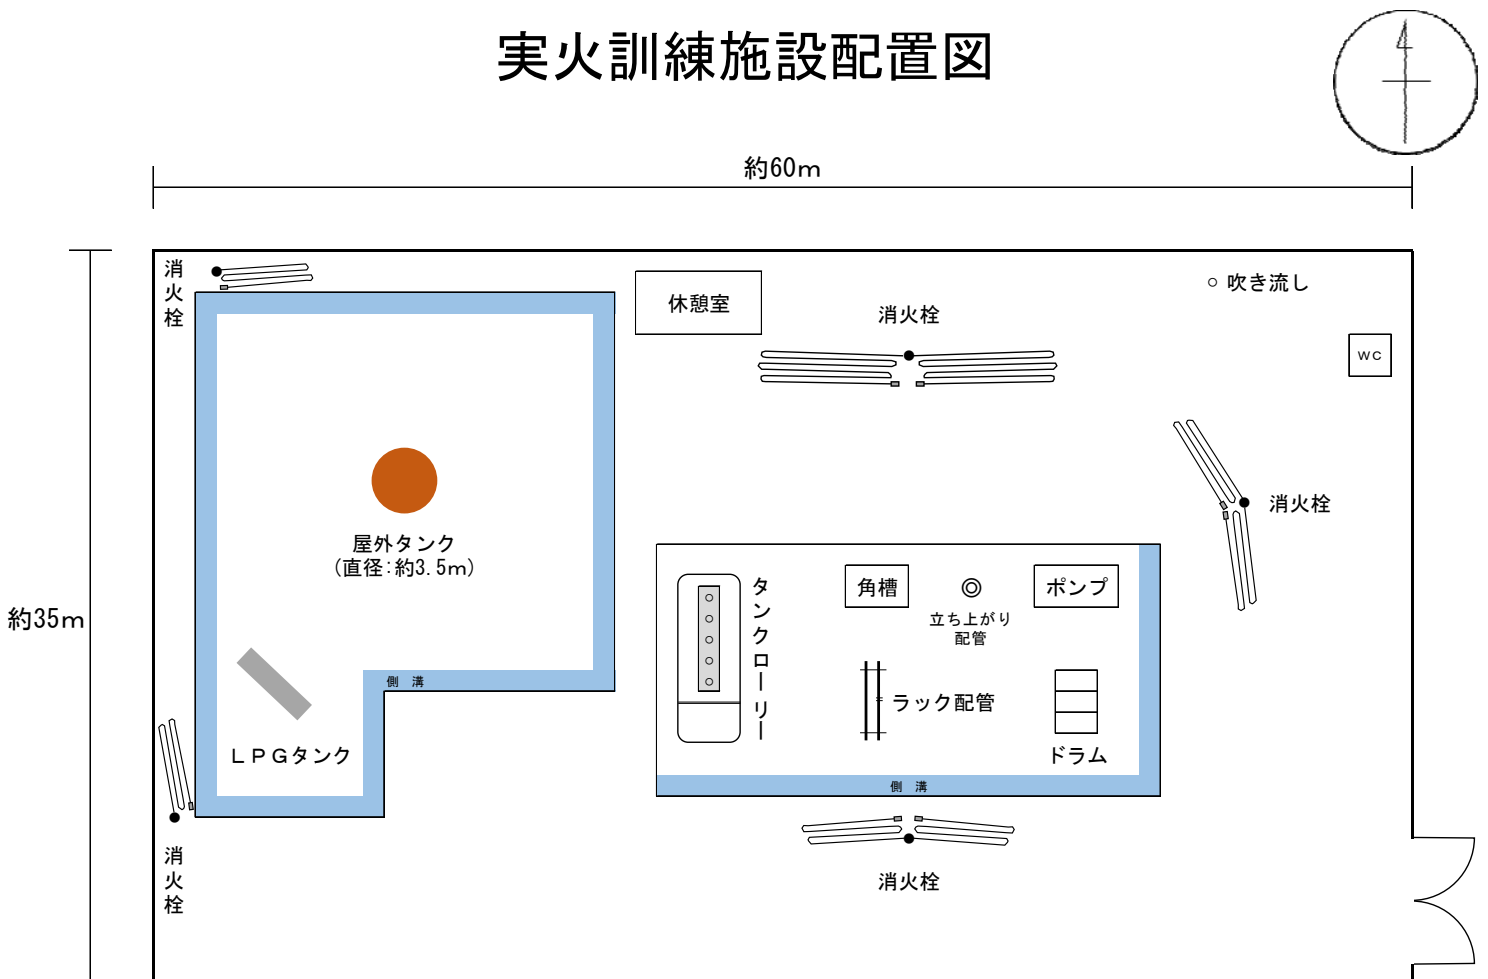 実火訓練施設配置図
約60m
消火栓
休憩室
消火栓
吹き流し
WC
消火栓
屋外タンク
(直径:約3.5m)
約35m
タンクローリー
角槽
ポンプ
立ち上がり
配管
側 溝
ラック配管
LPGタンク
ドラム
側 溝
消火栓
消火栓